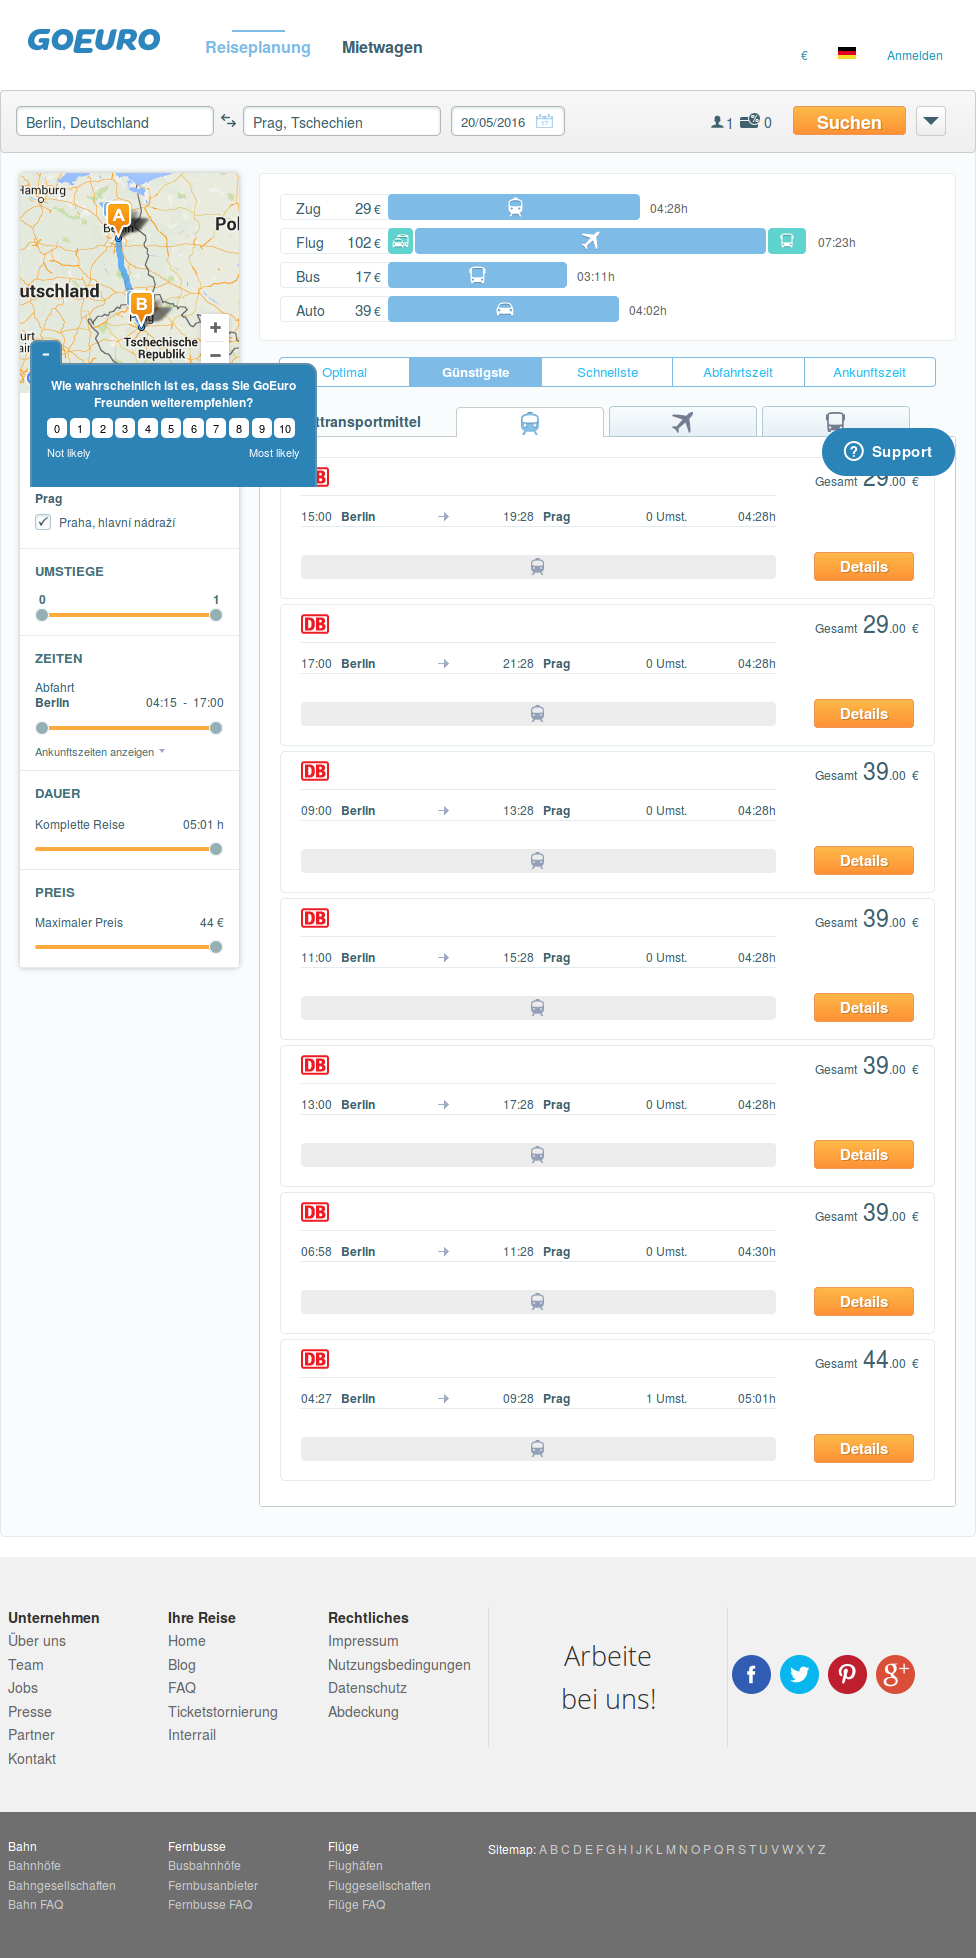 GOEURO
Reiseplanung Mietwagen
€ Anmelden
Berlin, Deutschland Prag, Tschechien 20/05/2016 17 1 % 0 Suchen
Hamburg
A
Pol
utschland
B
Tschechische
Republik
+
−
Zug 29 € 04:28h
Flug 102 € 07:23h
Bus 17 € 03:11h
Auto 39 € 04:02h
Optimal Günstigste Schnellste Abfahrtszeit Ankunftszeit
-
Wie wahrscheinlich ist es, dass Sie GoEuro
Freunden weiterempfehlen?
0 1 2 3 4 5 6 7 8 9 10
Not likely Most likely
ttransportmittel
? Support
Prag
Praha, hlavní nádraží
UMSTIEGE
0 1
ZEITEN
Abfahrt
Berlin 04:15 - 17:00
Ankunftszeiten anzeigen
DAUER
Komplette Reise 05:01 h
PREIS
Maximaler Preis 44 €
Gesamt 29.00 €
15:00 Berlin 19:28 Prag 0 Umst. 04:28h
Details
DB Gesamt 29.00 €
17:00 Berlin 21:28 Prag 0 Umst. 04:28h
Details
DB Gesamt 39.00 €
09:00 Berlin 13:28 Prag 0 Umst. 04:28h
Details
DB Gesamt 39.00 €
11:00 Berlin 15:28 Prag 0 Umst. 04:28h
Details
DB Gesamt 39.00 €
13:00 Berlin 17:28 Prag 0 Umst. 04:28h
Details
DB Gesamt 39.00 €
06:58 Berlin 11:28 Prag 0 Umst. 04:30h
Details
DB Gesamt 44.00 €
04:27 Berlin 09:28 Prag 1 Umst. 05:01h
Details
Unternehmen
Über uns
Team
Jobs
Presse
Partner
Kontakt
Ihre Reise
Home
Blog
FAQ
Ticketstornierung
Interrail
Rechtliches
Impressum
Nutzungsbedingungen
Datenschutz
Abdeckung
Arbeite
bei uns!
f g+
Bahn
Bahnhöfe
Bahngesellschaften
Bahn FAQ
Fernbusse
Busbahnhöfe
Fernbusanbieter
Fernbusse FAQ
Flüge
Flughäfen
Fluggesellschaften
Flüge FAQ
Sitemap: A B C D E F G H I J K L M N O P Q R S T U V W X Y Z